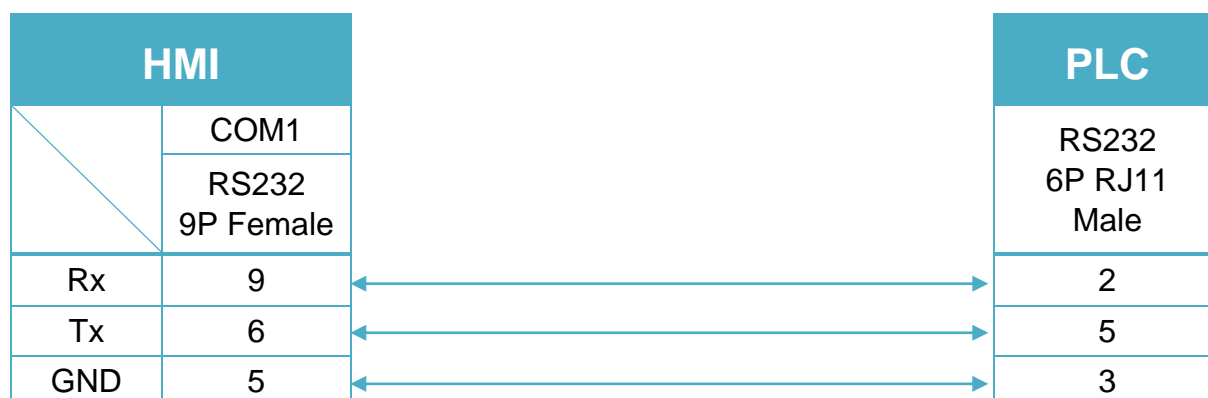 HMI
PLC
COM1
RS232
9P Female
RS232
6P RJ11
Male
Rx 9 2
Tx 6 5
GND 5 3